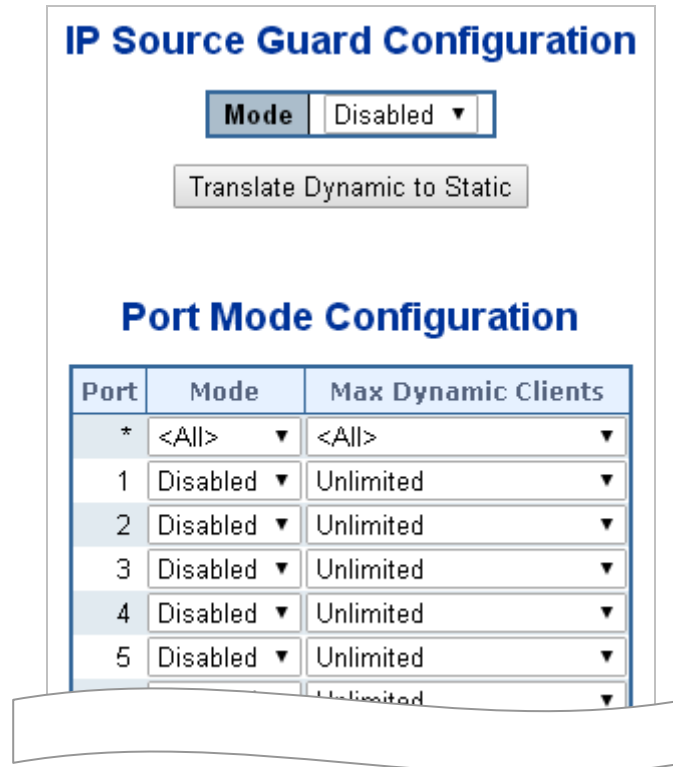 IP Source Guard Configuration
Mode Disabled
Translate Dynamic to Static
Port Mode Configuration
Port Mode Max Dynamic Clients
* <All> <All>
1 Disabled Unlimited
2 Disabled Unlimited
3 Disabled Unlimited
4 Disabled Unlimited
5 Disabled Unlimited
Unlimited